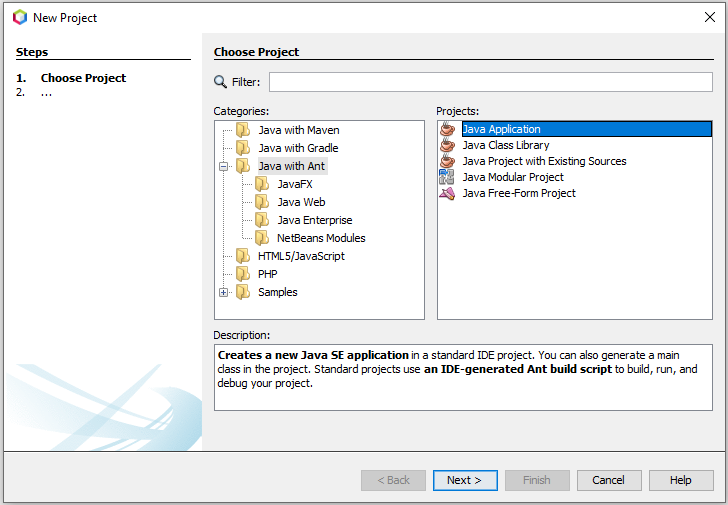 New Project
Steps
1. Choose Project
2. ...
Choose Project
Filter:
Categories:
Java with Maven
Java with Gradle
Java with Ant
JavaFX
Java Web
Java Enterprise
NetBeans Modules
HTML5/JavaScript
PHP
Samples
Projects:
Java Application
Java Class Library
Java Project with Existing Sources
Java Modular Project
Java Free-Form Project
Description:
Creates a new Java SE application in a standard IDE project. You can also generate a main
class in the project. Standard projects use an IDE-generated Ant build script to build, run, and
debug your project.
< Back
Next >
Finish
Cancel
Help